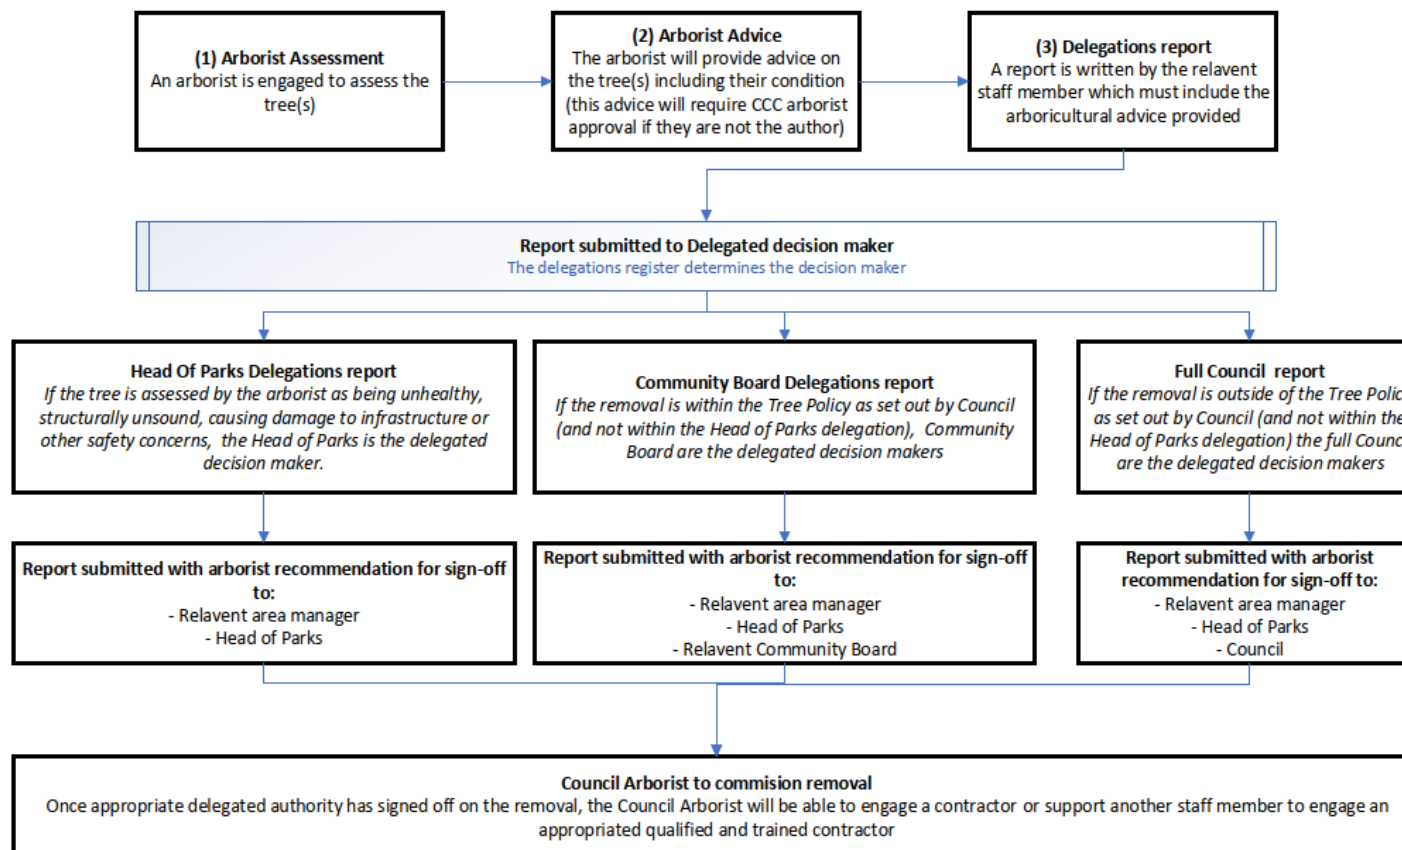 (1) Arborist Assessment
An arborist is engaged to assess the
tree(s)
(2) Arborist Advice
The arborist will provide advice on
the tree(s) including their condition
(this advice will require CCC arborist
approval if they are not the author)
(3) Delegations report
A report is written by the relavent
staff member which must include the
arboricultural advice provided
Report submitted to Delegated decision maker
The delegations register determines the decision maker
Head Of Parks Delegations report
If the tree is assessed by the arborist as being unhealthy,
structurally unsound, causing damage to infrastructure or
other safety concerns, the Head of Parks is the delegated
decision maker.
Community Board Delegations report
If the removal is within the Tree Policy as set out by Council
(and not within the Head of Parks delegation), Community
Board are the delegated decision makers
Full Council report
If the removal is outside of the Tree Polic
as set out by Council (and not within the
Head of Parks delegation) the full Counc
are the delegated decision makers
Report submitted with arborist recommendation for sign-off
to:
- Relavent area manager
- Head of Parks
Report submitted with arborist recommendation for sign-off
to:
- Relavent area manager
- Head of Parks
- Relavent Community Board
Report submitted with arborist
recommendation for sign-off to:
- Relavent area manager
- Head of Parks
- Council
Council Arborist to commision removal
Once appropriate delegated authority has signed off on the removal, the Council Arborist will be able to engage a contractor or support another staff member to engage an
appropriated qualified and trained contractor